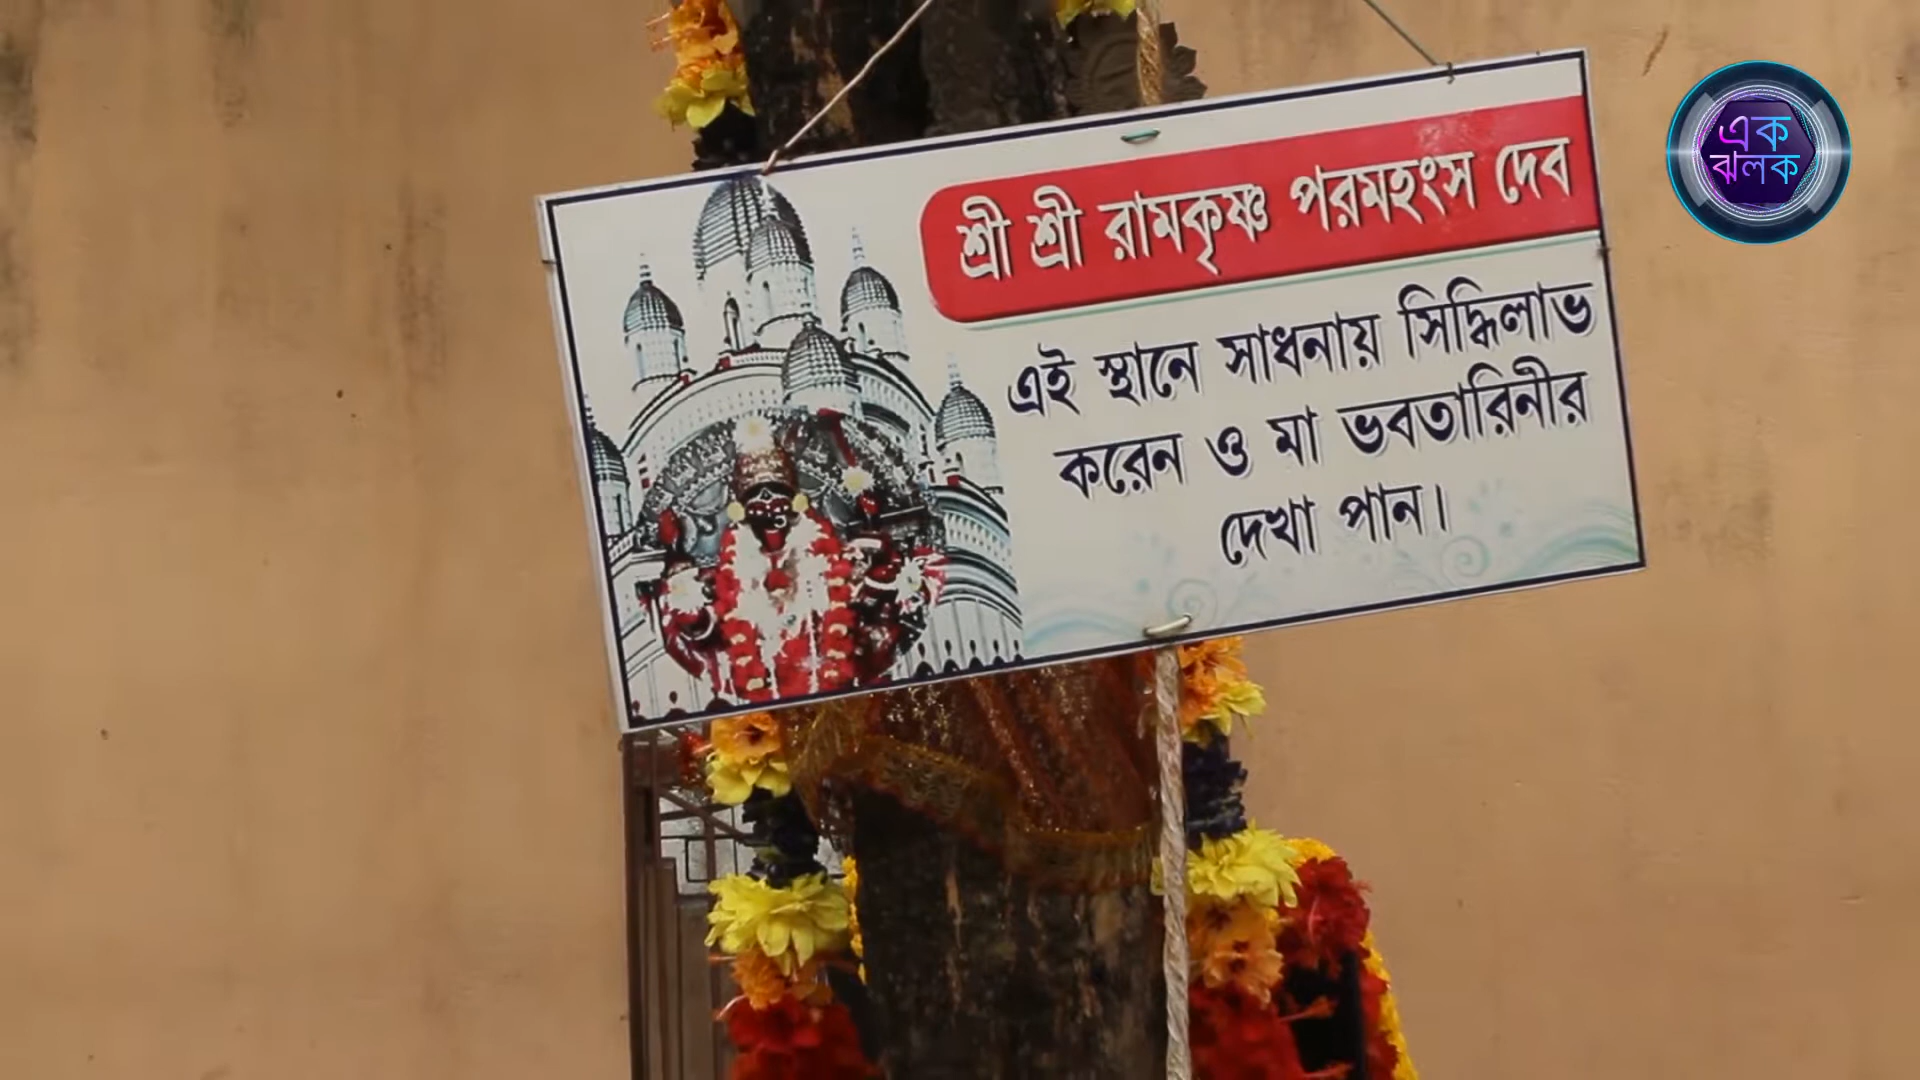 শ্রী শ্রী রামকৃষ্ণ পরমহংস দেব
এই স্থানে সাধনায় সিদ্ধিলাভ
করেন ও মা ভবতারিনীর
দেখা পান।
এক
ঝলক